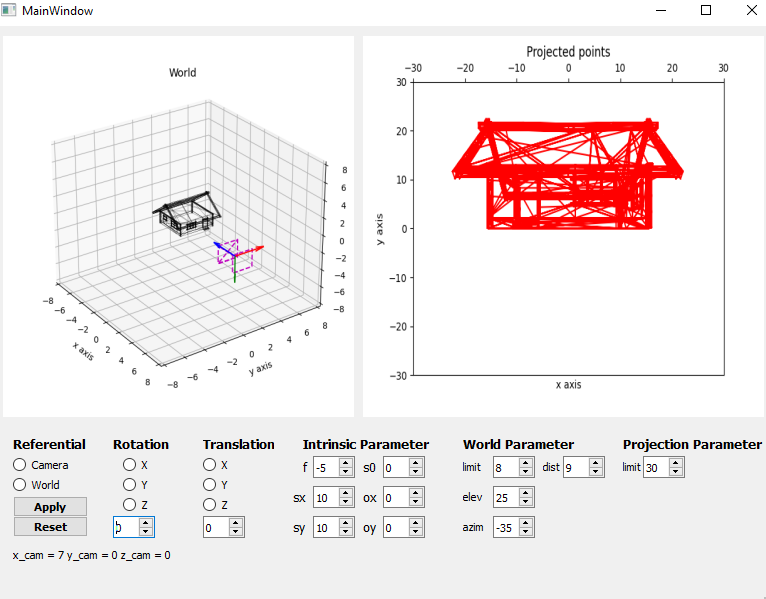 MainWindow
World
8
6
4
2
0
−2
−4
−6
−8
−8
−6
−4
−2
0
2
4
6
8
x axis
−8
−6
−4
−2
0
2
4
6
8
y axis
Projected points
−30 −20 −10 0 10 20 30
30
20
10
0
−10
−20
−30
y axis
x axis
Referential Rotation Translation Intrinsic Parameter World Parameter Projection Parameter
Camera X X f -5 s0 0 limit 8 dist 9 limit 30
World Y Y sx 10 ox 0 elev 25
Apply Z Z
Reset 0 0 sy 10 oy 0 azim -35
x_cam = 7 y_cam = 0 z_cam = 0